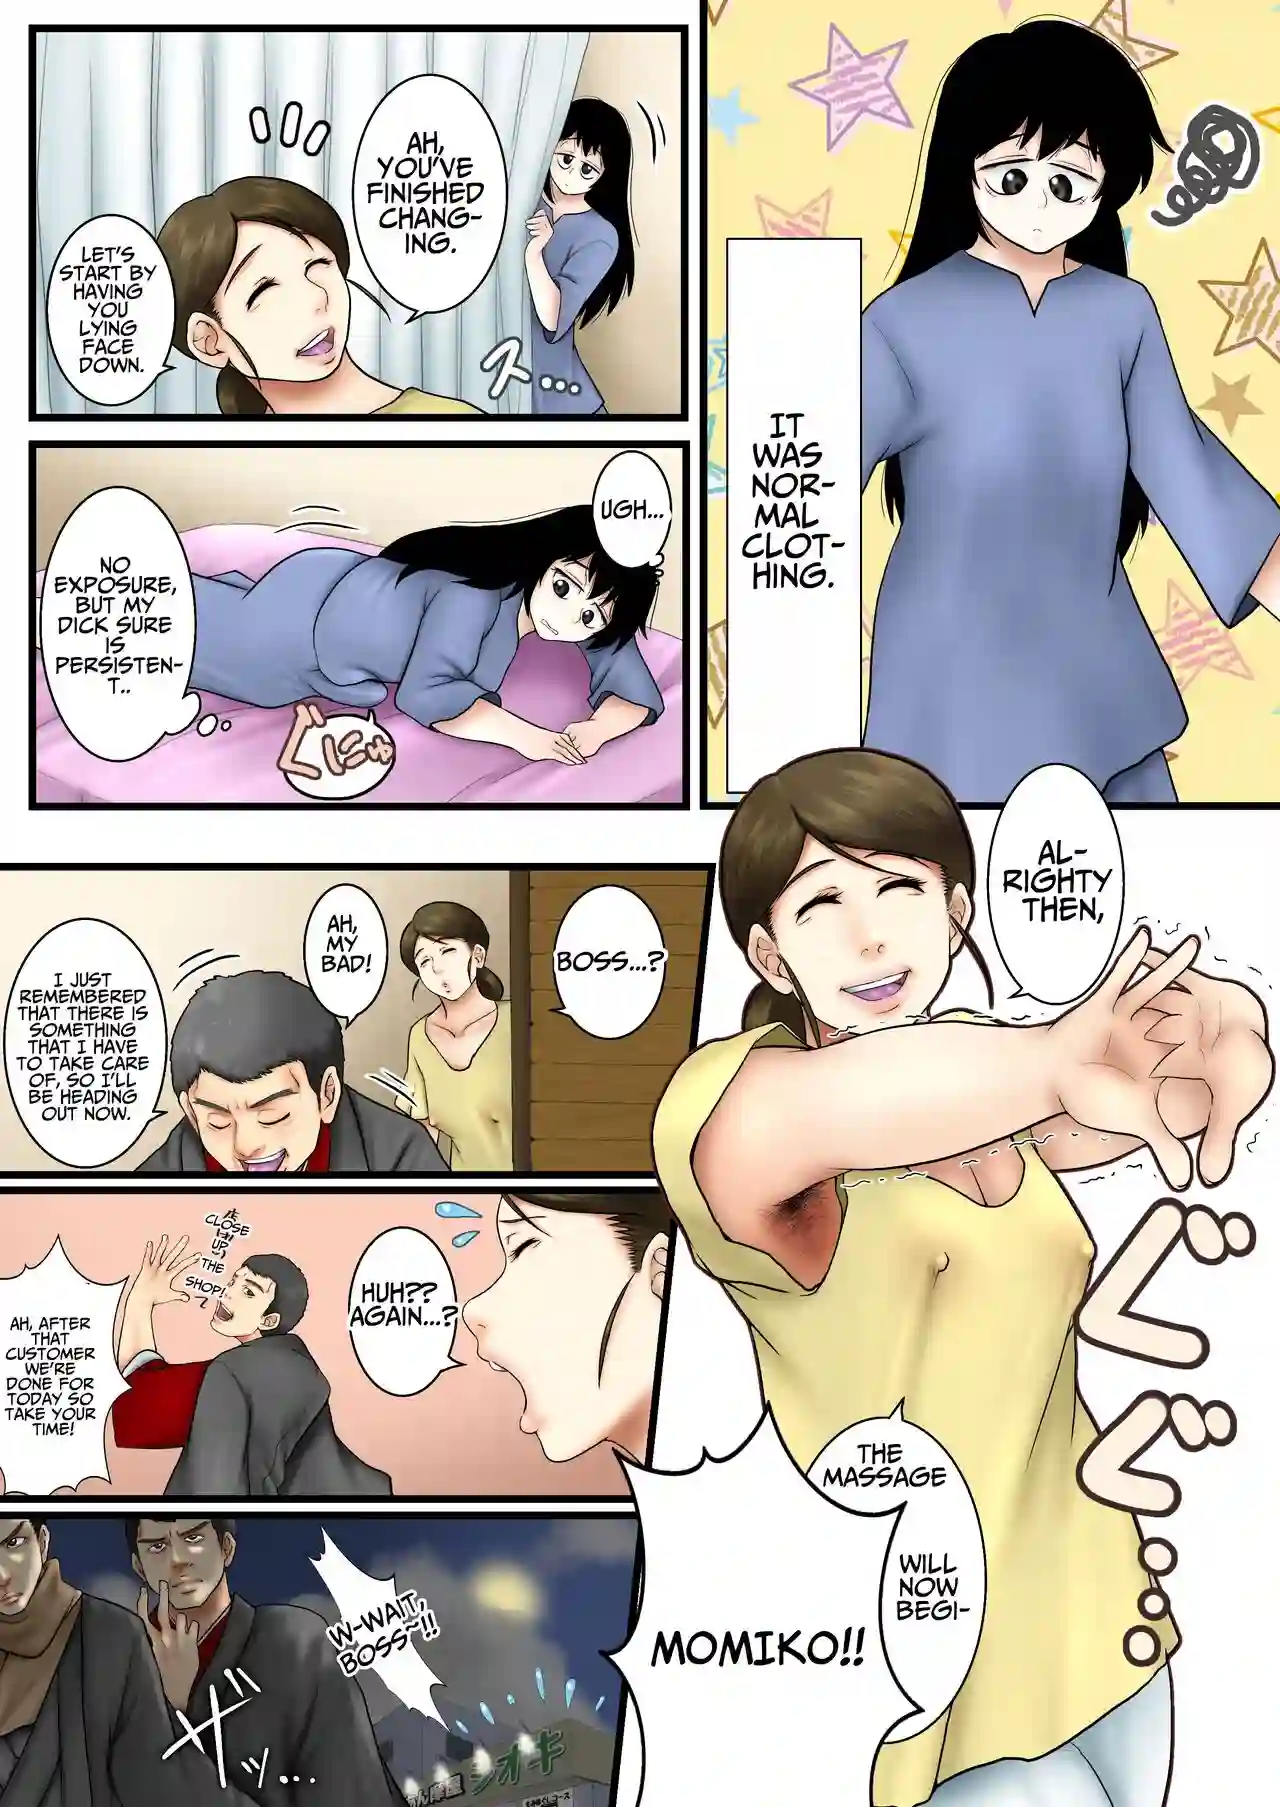 IT
WAS
NOR-
MAL
CLOT-
HING.
AH,
YOU'VE
FINISHED
CHANG-
ING.
LET'S
START BY
HAVING
YOU
LYING
FACE
DOWN.
ス…
UGH...
NO
EXPOSURE,
BUT MY
DICK SURE
IS
PERSISTEN-
T..
ぐにゅ
AL-
RIGHTY
THEN,
THE
MASSAGE
WILL
NOW
BEGI-
MOMIKO!!
BOSS...?
AH,
MY
BAD!
I JUST
REMEMBERED
THAT THERE IS
SOMETHING
THAT I HAVE
TO TAKE CARE
OF, SO I'LL
BE HEADING
OUT NOW.
HUH??
AGAIN...?
CLOSE
UP
THE
SHOP!
AH, AFTER
THAT
CUSTOMER
WE'RE
DONE FOR
TODAY SO
TAKE YOUR
TIME!
W-WAIT,
BOSS~!!
ザッ…
シオキ